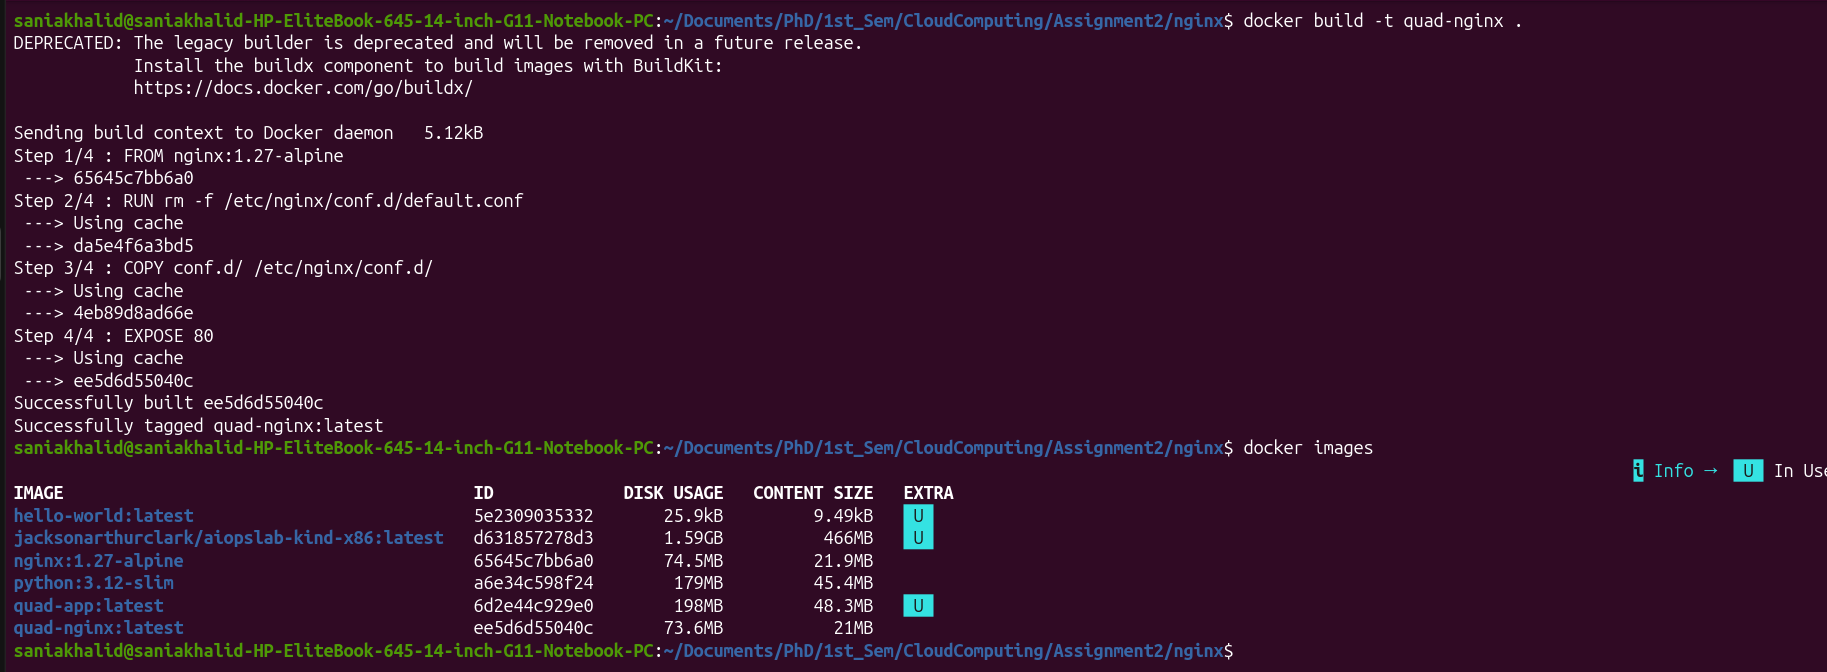 saniakhalid@saniakhalid-HP-EliteBook-645-14-inch-G11-Notebook-PC:~/Documents/PhD/1st_Sem/CloudComputing/Assignment2/nginx$ docker build -t quad-nginx .
DEPRECATED: The legacy builder is deprecated and will be removed in a future release.
            Install the buildx component to build images with BuildKit:
            https://docs.docker.com/go/buildx/

Sending build context to Docker daemon   5.12kB
Step 1/4 : FROM nginx:1.27-alpine
 ---> 65645c7bb6a0
Step 2/4 : RUN rm -f /etc/nginx/conf.d/default.conf
 ---> Using cache
 ---> da5e4f6a3bd5
Step 3/4 : COPY conf.d/ /etc/nginx/conf.d/
 ---> Using cache
 ---> 4eb89d8ad66e
Step 4/4 : EXPOSE 80
 ---> Using cache
 ---> ee5d6d55040c
Successfully built ee5d6d55040c
Successfully tagged quad-nginx:latest
saniakhalid@saniakhalid-HP-EliteBook-645-14-inch-G11-Notebook-PC:~/Documents/PhD/1st_Sem/CloudComputing/Assignment2/nginx$ docker images
i Info →   U  In Use
IMAGE                                         ID             DISK USAGE   CONTENT SIZE   EXTRA
hello-world:latest                            5e2309035332       25.9kB         9.49kB    U
jacksonarthurclark/aiopslab-kind-x86:latest   d631857278d3       1.59GB          466MB    U
nginx:1.27-alpine                             65645c7bb6a0       74.5MB         21.9MB
python:3.12-slim                              a6e34c598f24        179MB         45.4MB
quad-app:latest                               6d2e44c929e0        198MB         48.3MB    U
quad-nginx:latest                             ee5d6d55040c       73.6MB           21MB
saniakhalid@saniakhalid-HP-EliteBook-645-14-inch-G11-Notebook-PC:~/Documents/PhD/1st_Sem/CloudComputing/Assignment2/nginx$